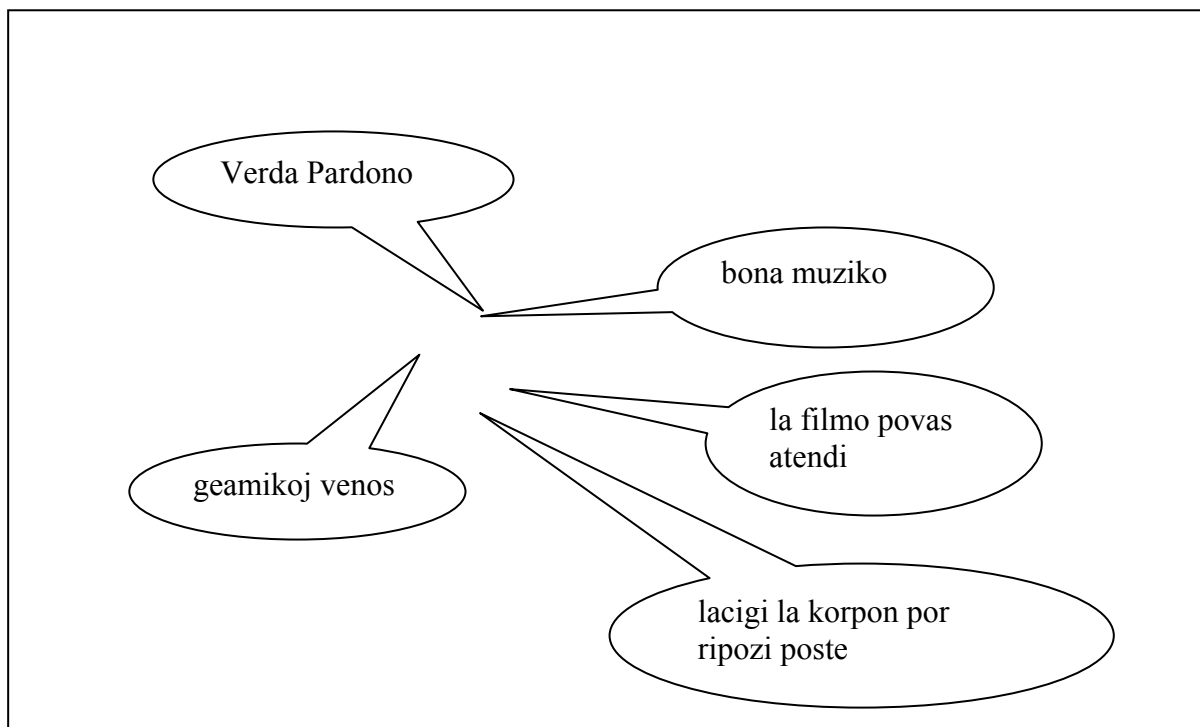 Verda Pardono
bona muziko
la filmo povas
atendi
geamikoj venos
lacigi la korpon por
ripozi poste